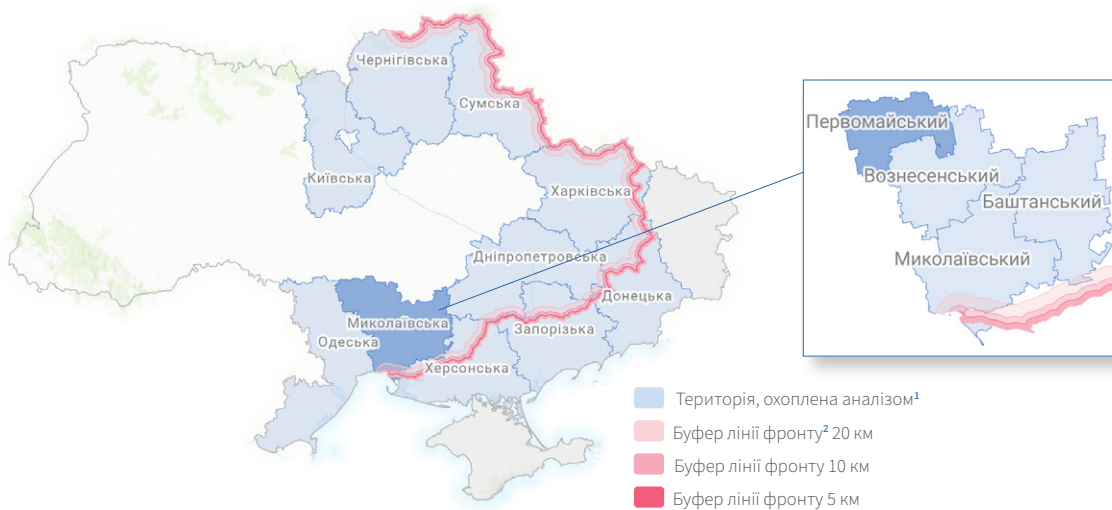 Чернігівська
Сумська
Київська
Харківська
Дніпропетровська
Донецька
Миколаївська
Запорізька
Одеська
Херсонська
Первомайський
Вознесенський
Баштанський
Миколаївський
Територія, охоплена аналізом¹
Буфер лінії фронту² 20 км
Буфер лінії фронту 10 км
Буфер лінії фронту 5 км